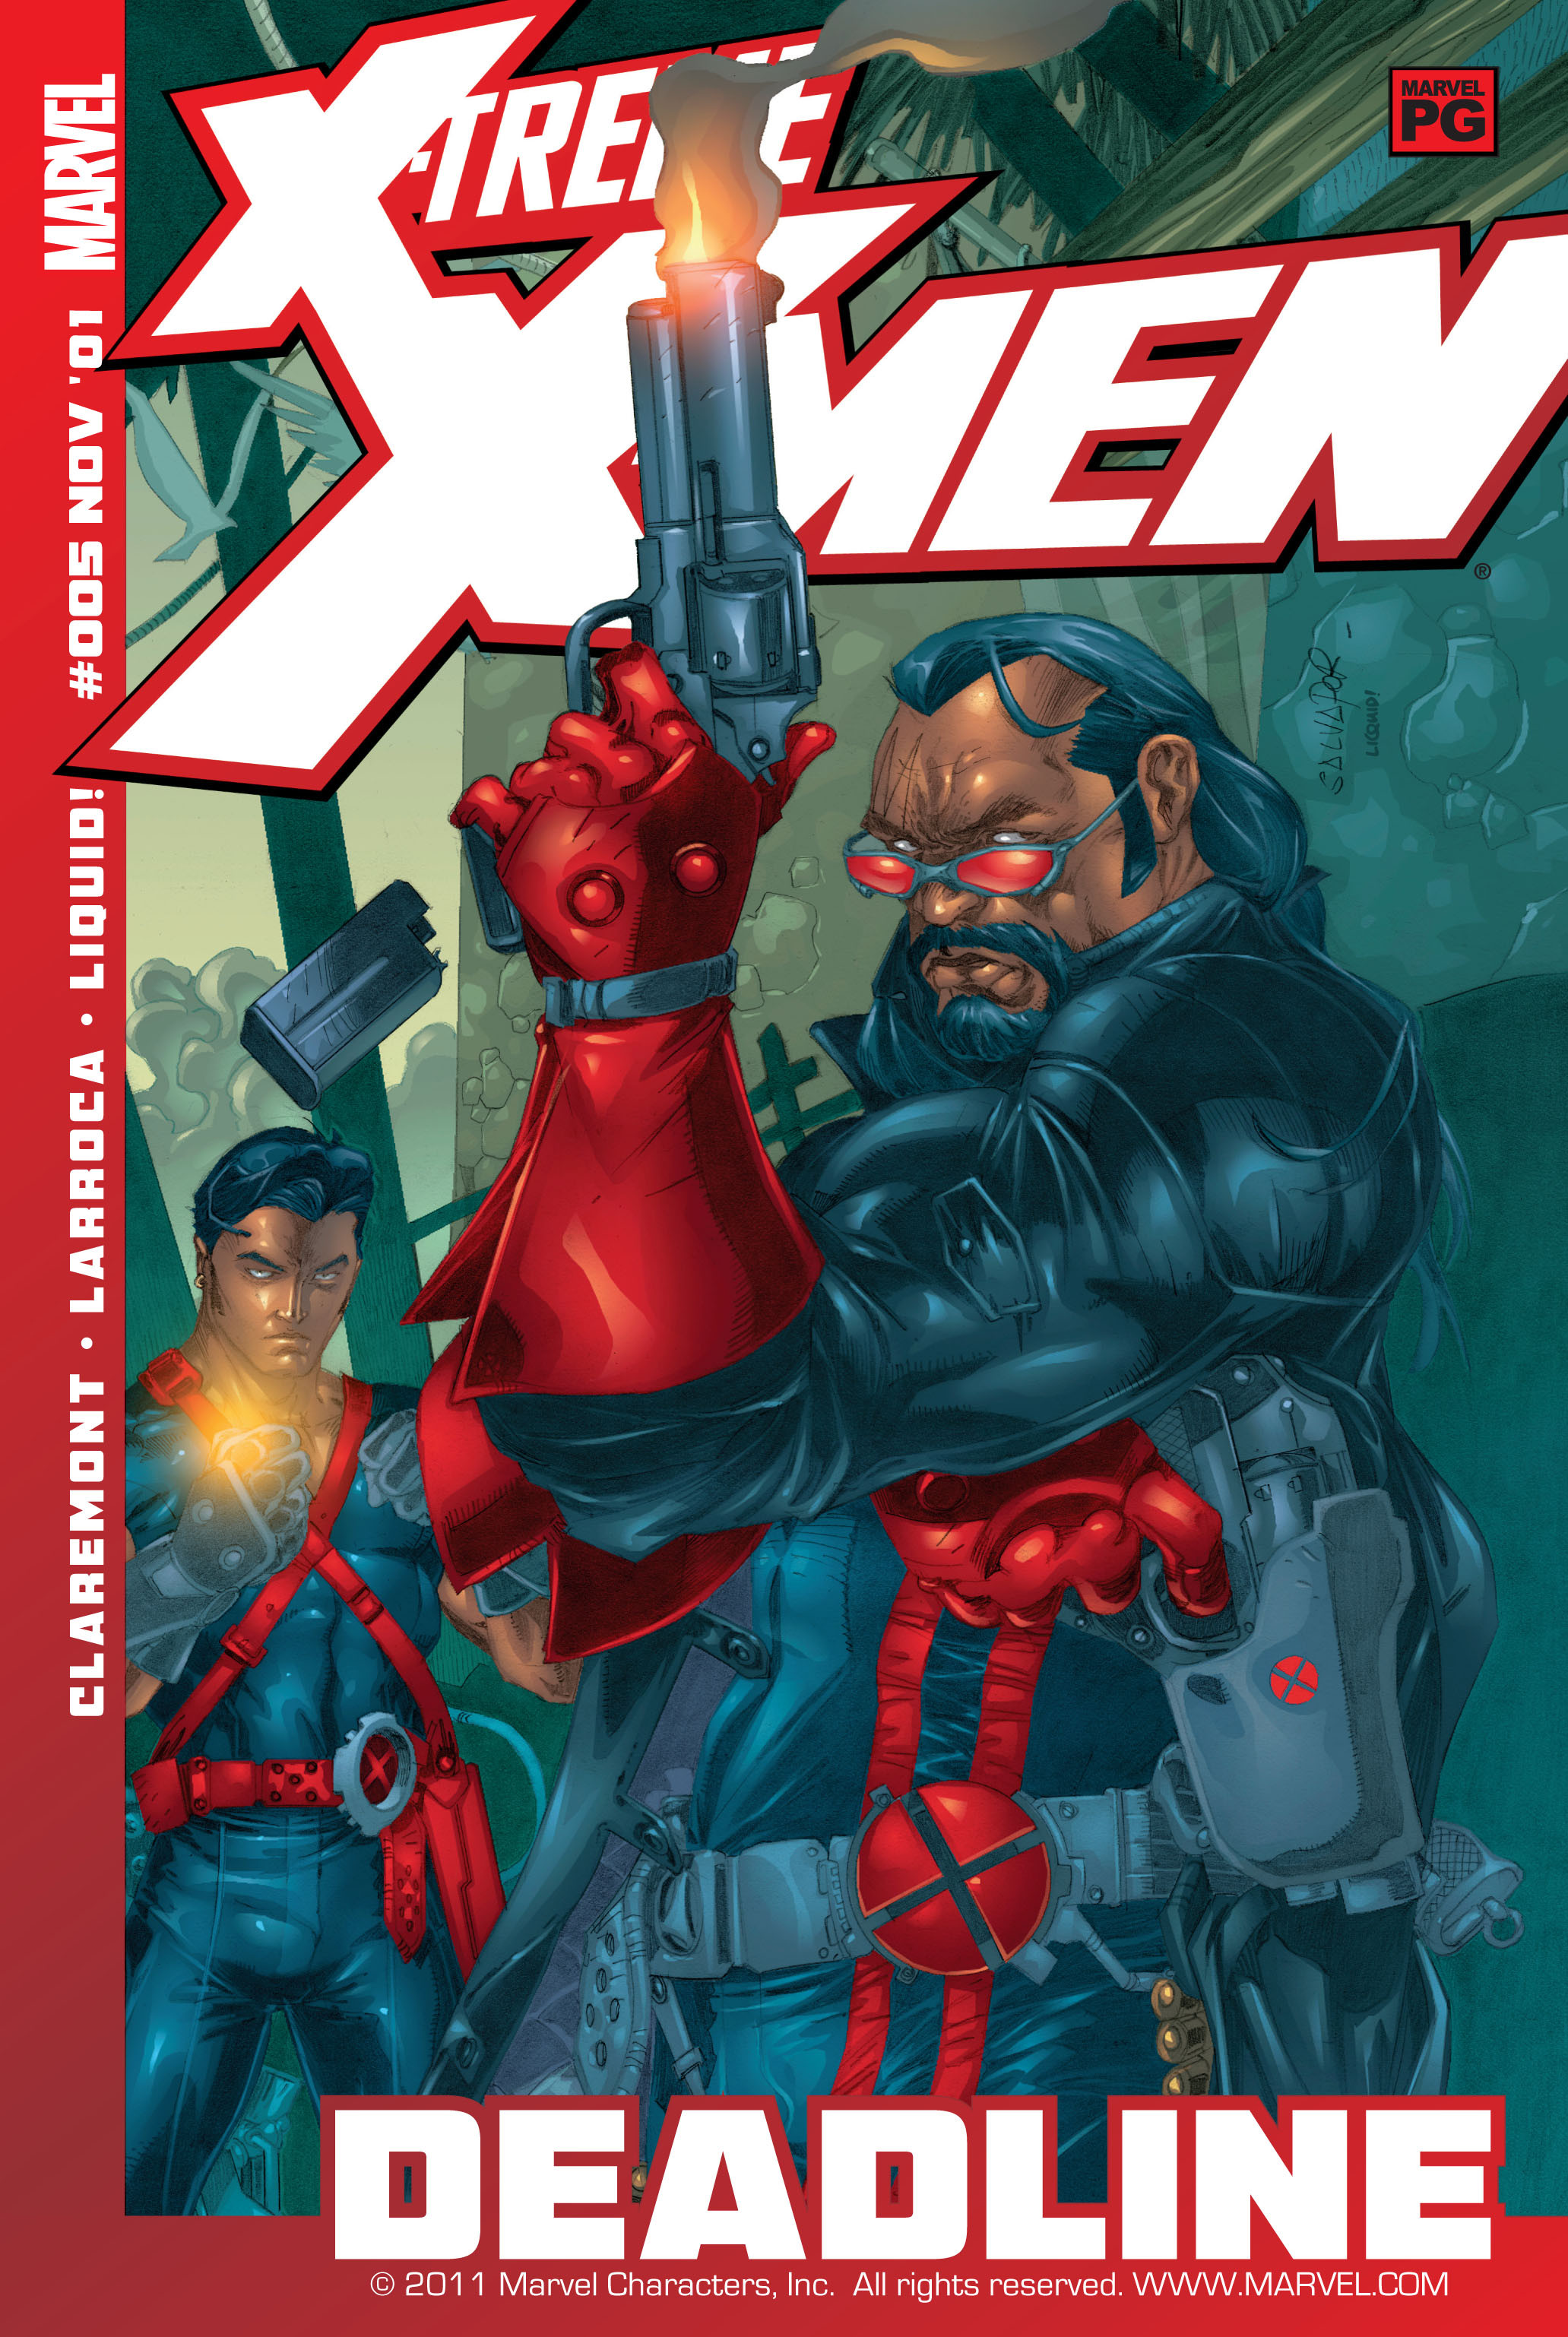 X-TREME
X-MEN
®
MARVEL
PG
MARVEL
#005 NOV '01
CLAREMONT • LARROCA • LIQUID!
SALVADOR
LIQUID!
DEADLINE
© 2011 Marvel Characters, Inc. All rights reserved. WWW.MARVEL.COM